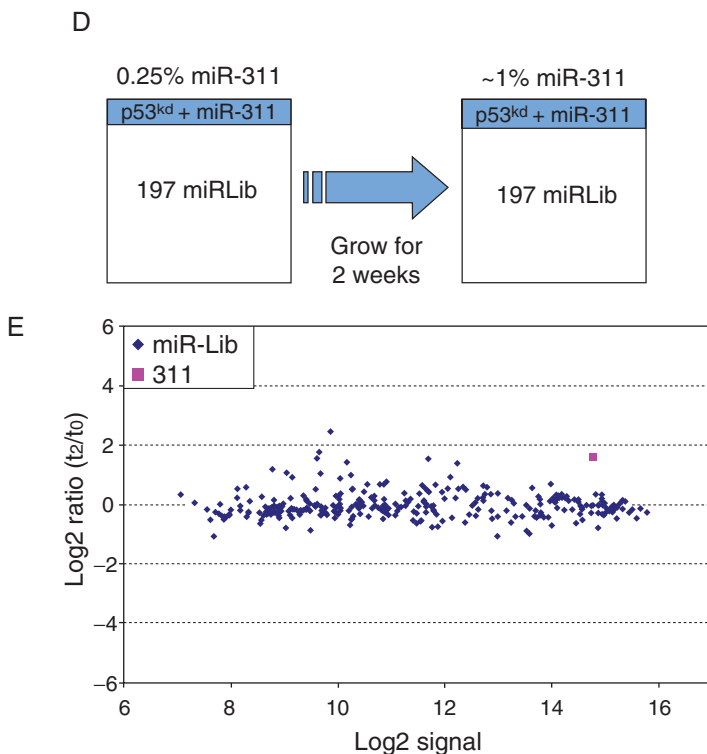 D
0.25% miR-311
~1% miR-311
p53kd + miR-311
p53kd + miR-311
197 miRLib
197 miRLib
Grow for
2 weeks
E
miR-Lib
311
6
4
2
0
−2
−4
−6
Log2 ratio (t2/t0)
6
8
10
12
14
16
Log2 signal